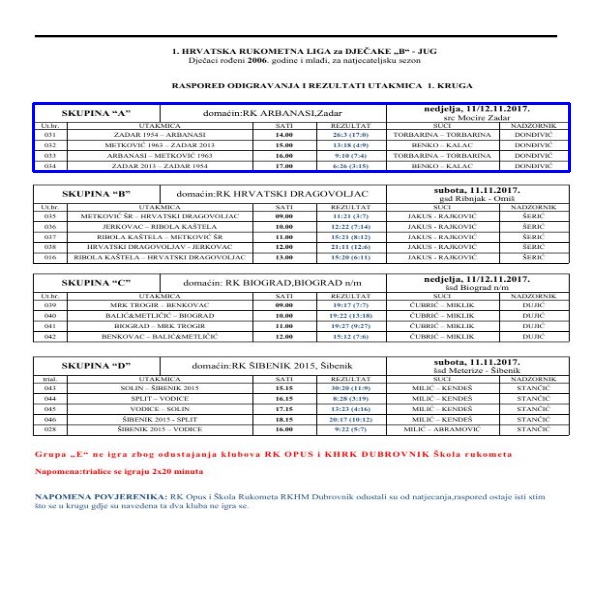 1. HRVATSKA RUKOMETNA LIGA za DJEČAKE „B“ - JUG
Dječaci rođeni 2006. godine i mlađi, za natjecateljsku sezon
RASPORED ODIGRAVANJA I REZULTATI UTAKMICA 1. KRUGA
SKUPINA “A” domaćin:RK ARBANASI,Zadar nedjelja, 11/12.11.2017. src Mocire Zadar
Ut.br. UTAKMICA SATI REZULTAT SUCI NADZORNIK
031 ZADAR 1954 – ARBANASI 14.00 26:3 (17:0) TORBARINA – TORBARINA DONDIVIĆ
032 METKOVIĆ 1963 – ZADAR 2013 15.00 13:18 (4:9) BENKO – KALAC DONDIVIĆ
033 ARBANASI – METKOVIĆ 1963 16.00 9:10 (7:4) TORBARINA – TORBARINA DONDIVIĆ
034 ZADAR 2013 – ZADAR 1954 17.00 6:26 (3:15) BENKO – KALAC DONDIVIĆ
SKUPINA “B” domaćin:RK HRVATSKI DRAGOVOLJAC subota, 11.11.2017. gsd Ribnjak - Omiš
Ut.br. UTAKMICA SATI REZULTAT SUCI NADZORNIK
035 METKOVIĆ ŠR – HRVATSKI DRAGOVOLJAC 09.00 11:21 (3:7) JAKUS - RAJKOVIĆ ŠERIĆ
036 JERKOVAC – RIBOLA KAŠTELA 10.00 12:22 (7:14) JAKUS - RAJKOVIĆ ŠERIĆ
037 RIBOLA KAŠTELA – METKOVIĆ ŠR 11.00 15:21 (8:12) JAKUS - RAJKOVIĆ ŠERIĆ
038 HRVATSKI DRAGOVOLJAV - JERKOVAC 12.00 21:11 (12:6) JAKUS - RAJKOVIĆ ŠERIĆ
016 RIBOLA KAŠTELA – HRVATSKI DRAGOVOLJAC 13.00 15:20 (6:11) JAKUS - RAJKOVIĆ ŠERIĆ
SKUPINA “C” domaćin: RK BIOGRAD,BIOGRAD n/m nedjelja, 11/12.11.2017. šsd Biograd n/m
Ut.br. UTAKMICA SATI REZULTAT SUCI NADZORNIK
039 MRK TROGIR – BENKOVAC 09.00 19:17 (7:7) ČUBRIĆ – MIKLIK DUJIĆ
040 BALIĆ&METLIČIĆ – BIOGRAD 10.00 19:22 (13:18) ČUBRIĆ – MIKLIK DUJIĆ
041 BIOGRAD – MRK TROGIR 11.00 19:27 (9:27) ČUBRIĆ – MIKLIK DUJIĆ
042 BENKOVAC – BALIĆ&METLIČIĆ 12.00 15:12 (7:6) ČUBRIĆ – MIKLIK DUJIĆ
SKUPINA “D” domaćin:RK ŠIBENIK 2015, Šibenik subota, 11.11.2017. šsd Meterize - Šibenik
trial. UTAKMICA SATI REZULTAT SUCI NADZORNIK
043 SOLIN – ŠIBENIK 2015 15.15 30:20 (11:9) MILIĆ – KENDEŠ STANČIĆ
044 SPLIT – VODICE 16.15 8:28 (3:19) MILIĆ – KENDEŠ STANČIĆ
045 VODICE – SOLIN 17.15 13:23 (4:16) MILIĆ – KENDEŠ STANČIĆ
046 ŠIBENIK 2015 - SPLIT 18.15 20:17 (10:12) MILIĆ – KENDEŠ STANČIĆ
028 ŠIBENIK 2015 – VODICE 16.00 9:22 (5:7) MILIĆ – ABRAMOVIĆ STANČIĆ
Grupa „E“ ne igra zbog odustajanja klubova RK OPUS i KHRK DUBROVNIK Škola rukometa
Napomena:trialice se igraju 2x20 minuta
NAPOMENA POVJERENIKA: RK Opus i Škola Rukometa RKHM Dubrovnik odustali su od natjecanja,raspored ostaje isti stim
što se u krugu gdje su navedena ta dva kluba ne igra se.